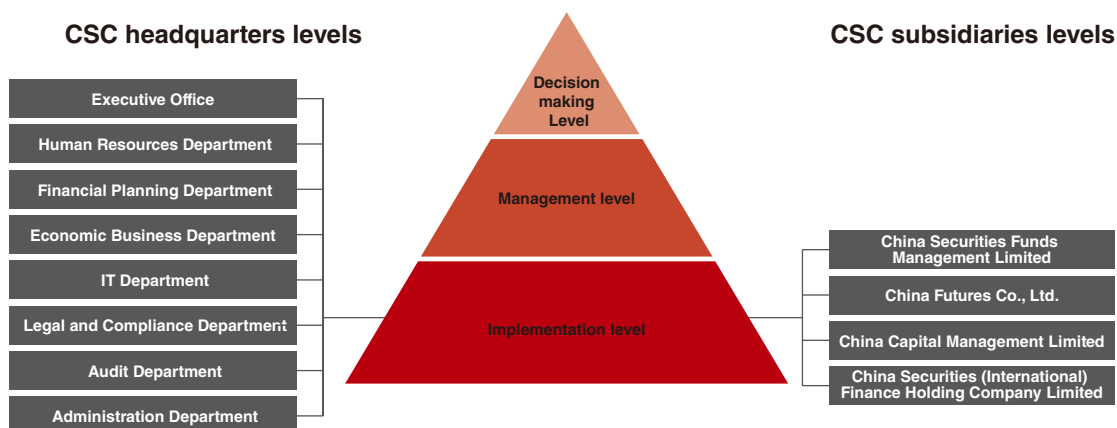 CSC headquarters levels
Executive Office
Human Resources Department
Financial Planning Department
Economic Business Department
IT Department
Legal and Compliance Department
Audit Department
Administration Department
Decision
making
Level
Management level
Implementation level
CSC subsidiaries levels
China Securities Funds
Management Limited
China Futures Co., Ltd.
China Capital Management Limited
China Securities (International)
Finance Holding Company Limited